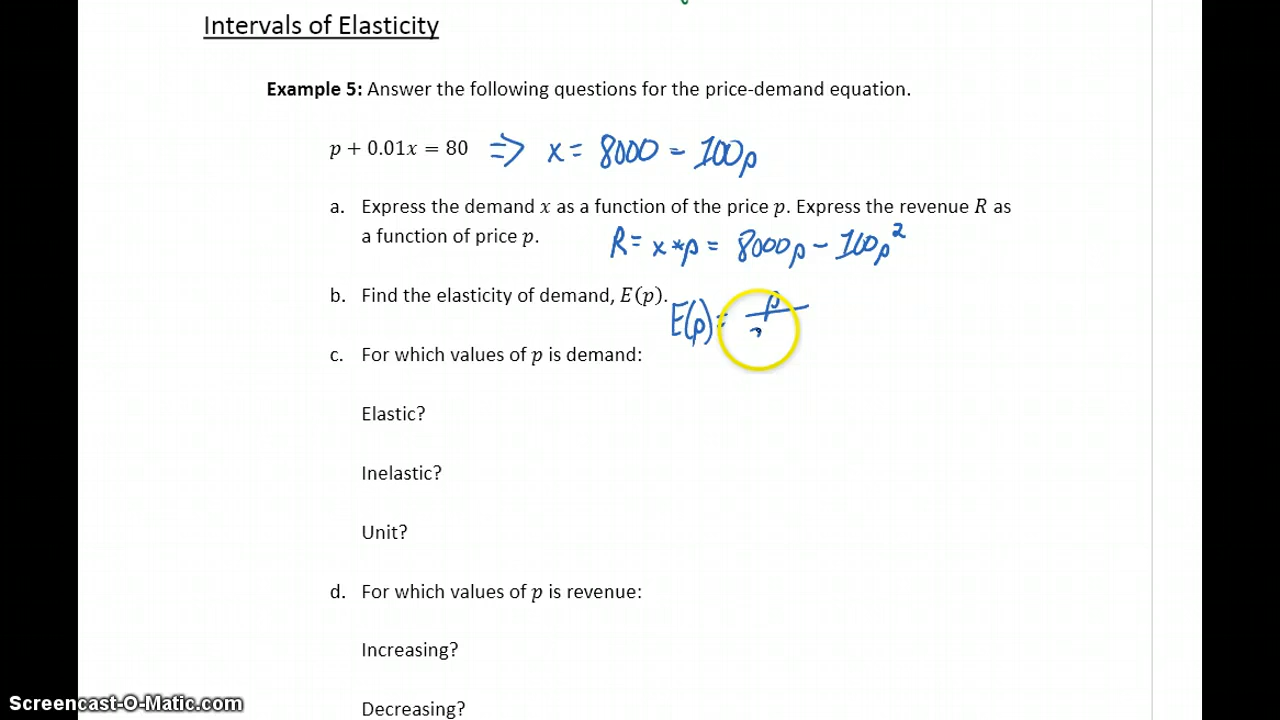 Intervals of Elasticity
Example 5: Answer the following questions for the price-demand equation.
p + 0.01x = 80 ⇒ x = 8000 - 100p
a. Express the demand x as a function of the price p. Express the revenue R as
a function of price p. R = x*p = 8000p - 100p²
b. Find the elasticity of demand, E(p).
E(p) = p
c. For which values of p is demand:
Elastic?
Inelastic?
Unit?
d. For which values of p is revenue:
Increasing?
Decreasing?
Screencast-O-Matic.com